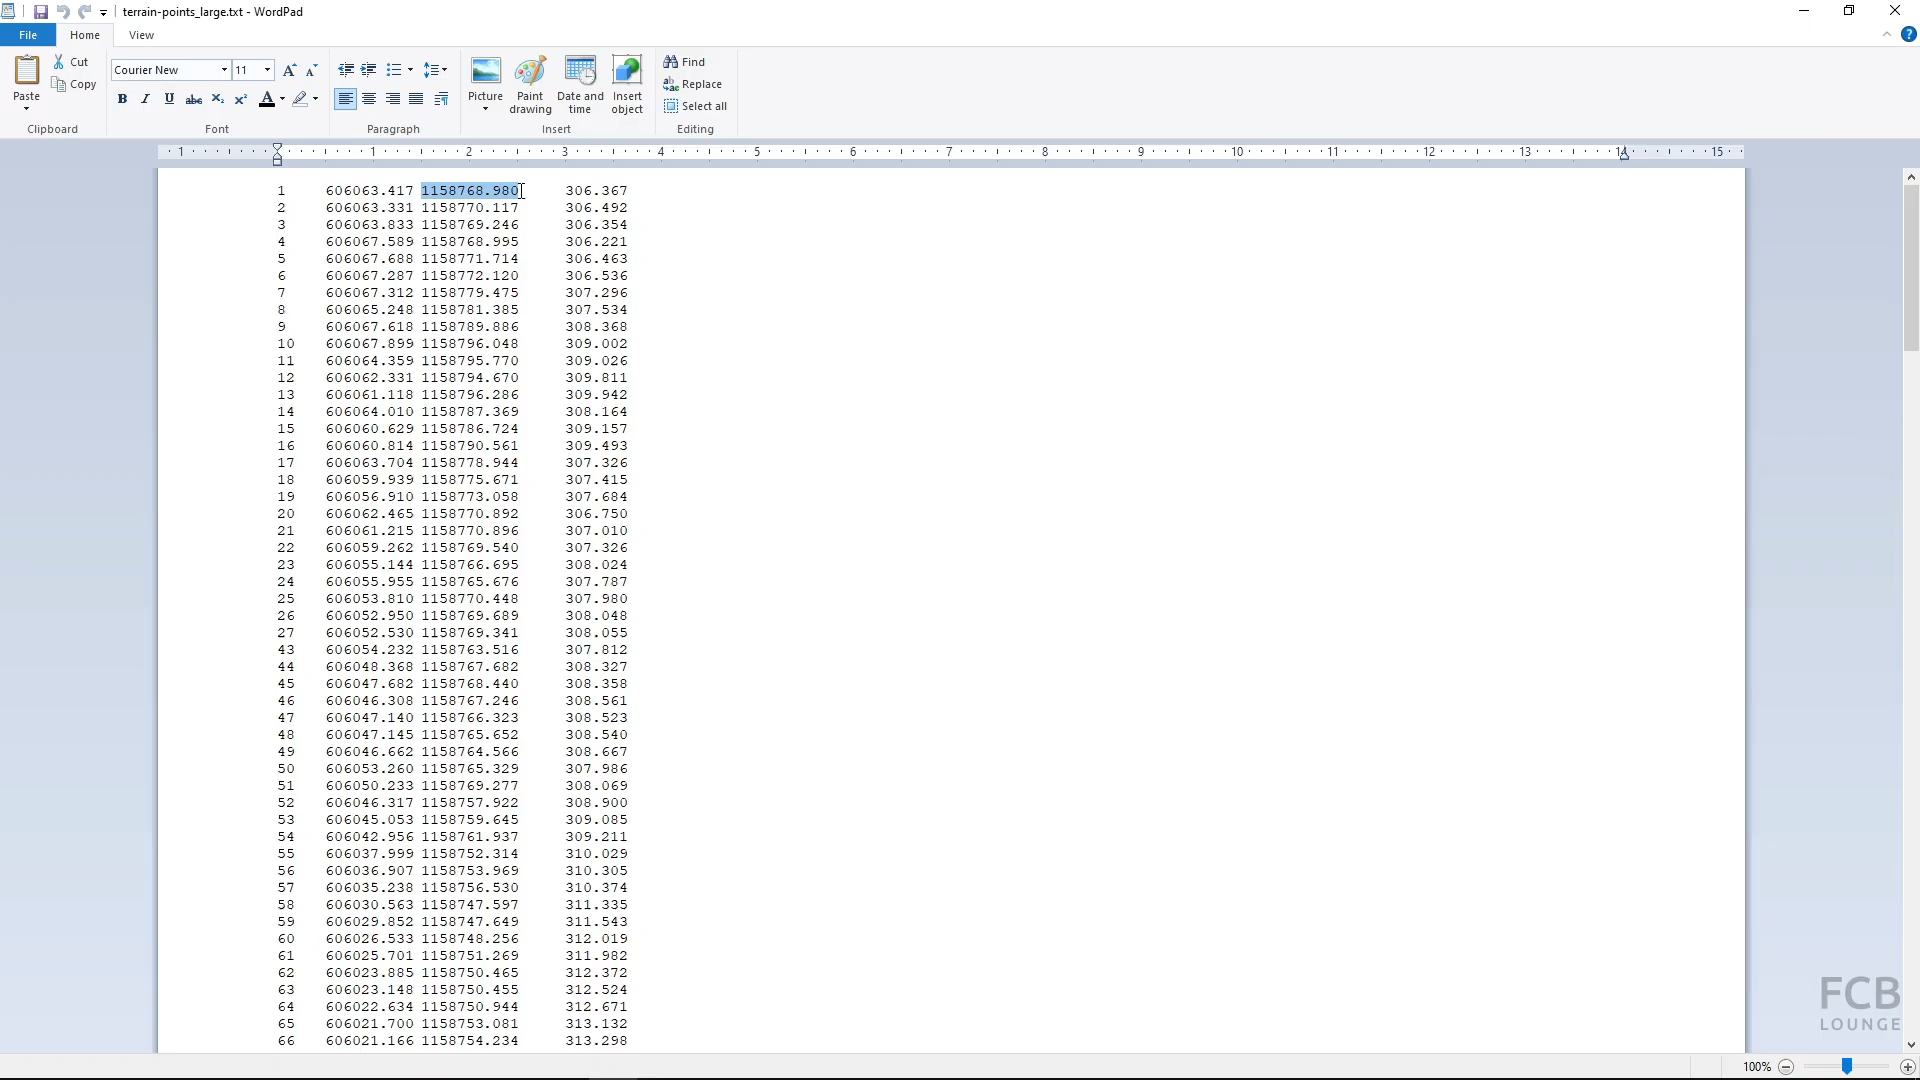 terrain-points_large.txt - WordPad
File Home View
Paste Cut Copy
Clipboard
Courier New 11
B I U abc X₂ X² A
Font
Paragraph
Picture Paint drawing Date and time Insert object
Insert
Find
Replace
Select all
Editing
1 1 2 3 4 5 6 7 8 9 10 11 12 13 14 15
1 606063.417 1158768.980 306.367
2 606063.331 1158770.117 306.492
3 606063.833 1158769.246 306.354
4 606067.589 1158768.995 306.221
5 606067.688 1158771.714 306.463
6 606067.287 1158772.120 306.536
7 606067.312 1158779.475 307.296
8 606065.248 1158781.385 307.534
9 606067.618 1158789.886 308.368
10 606067.899 1158796.048 309.002
11 606064.359 1158795.770 309.026
12 606062.331 1158794.670 309.811
13 606061.118 1158796.286 309.942
14 606064.010 1158787.369 308.164
15 606060.629 1158786.724 309.157
16 606060.814 1158790.561 309.493
17 606063.704 1158778.944 307.326
18 606059.939 1158775.671 307.415
19 606056.910 1158773.058 307.684
20 606062.465 1158770.892 306.750
21 606061.215 1158770.896 307.010
22 606059.262 1158769.540 307.326
23 606055.144 1158766.695 308.024
24 606055.955 1158765.676 307.787
25 606053.810 1158770.448 307.980
26 606052.950 1158769.689 308.048
27 606052.530 1158769.341 308.055
43 606054.232 1158763.516 307.812
44 606048.368 1158767.682 308.327
45 606047.682 1158768.440 308.358
46 606046.308 1158767.246 308.561
47 606047.140 1158766.323 308.523
48 606047.145 1158765.652 308.540
49 606046.662 1158764.566 308.667
50 606053.260 1158765.329 307.986
51 606050.233 1158769.277 308.069
52 606046.317 1158757.922 308.900
53 606045.053 1158759.645 309.085
54 606042.956 1158761.937 309.211
55 606037.999 1158752.314 310.029
56 606036.907 1158753.969 310.305
57 606035.238 1158756.530 310.374
58 606030.563 1158747.597 311.335
59 606029.852 1158747.649 311.543
60 606026.533 1158748.256 312.019
61 606025.701 1158751.269 311.982
62 606023.885 1158750.465 312.372
63 606023.148 1158750.455 312.524
64 606022.634 1158750.944 312.671
65 606021.700 1158753.081 313.132
66 606021.166 1158754.234 313.298
FCB
LOUNGE
100%